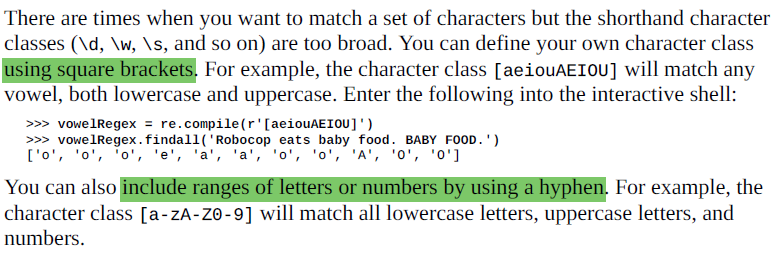 There are times when you want to match a set of characters but the shorthand character
classes (\d, \w, \s, and so on) are too broad. You can define your own character class
using square brackets. For example, the character class [aeiouAEIOU] will match any
vowel, both lowercase and uppercase. Enter the following into the interactive shell:
>>> vowelRegex = re.compile(r'[aeiouAEIOU]')
>>> vowelRegex.findall('Robocop eats baby food. BABY FOOD.')
['o', 'o', 'o', 'e', 'a', 'a', 'o', 'o', 'A', 'O', 'O']
You can also include ranges of letters or numbers by using a hyphen. For example, the
character class [a-zA-Z0-9] will match all lowercase letters, uppercase letters, and
numbers.